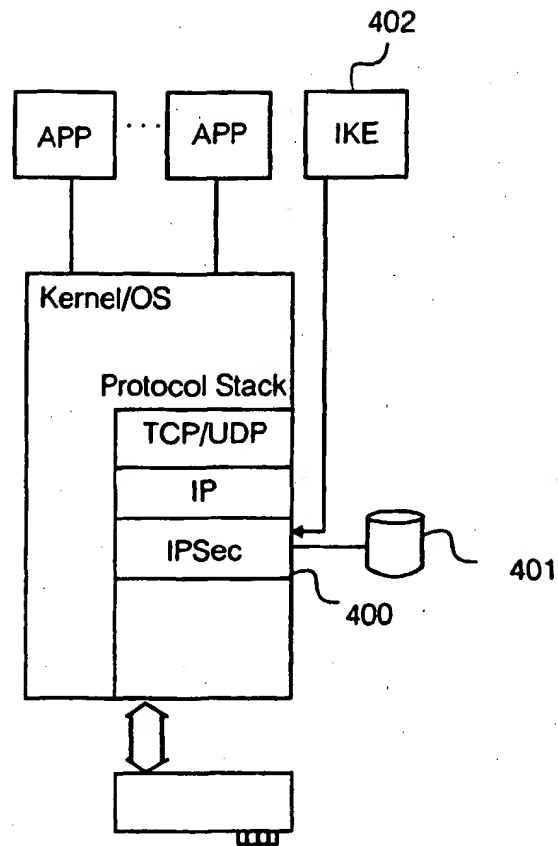 402
APP .... APP
IKE
Kernel/OS
Protocol Stack
TCP/UDP
IP
IPSec
401
400